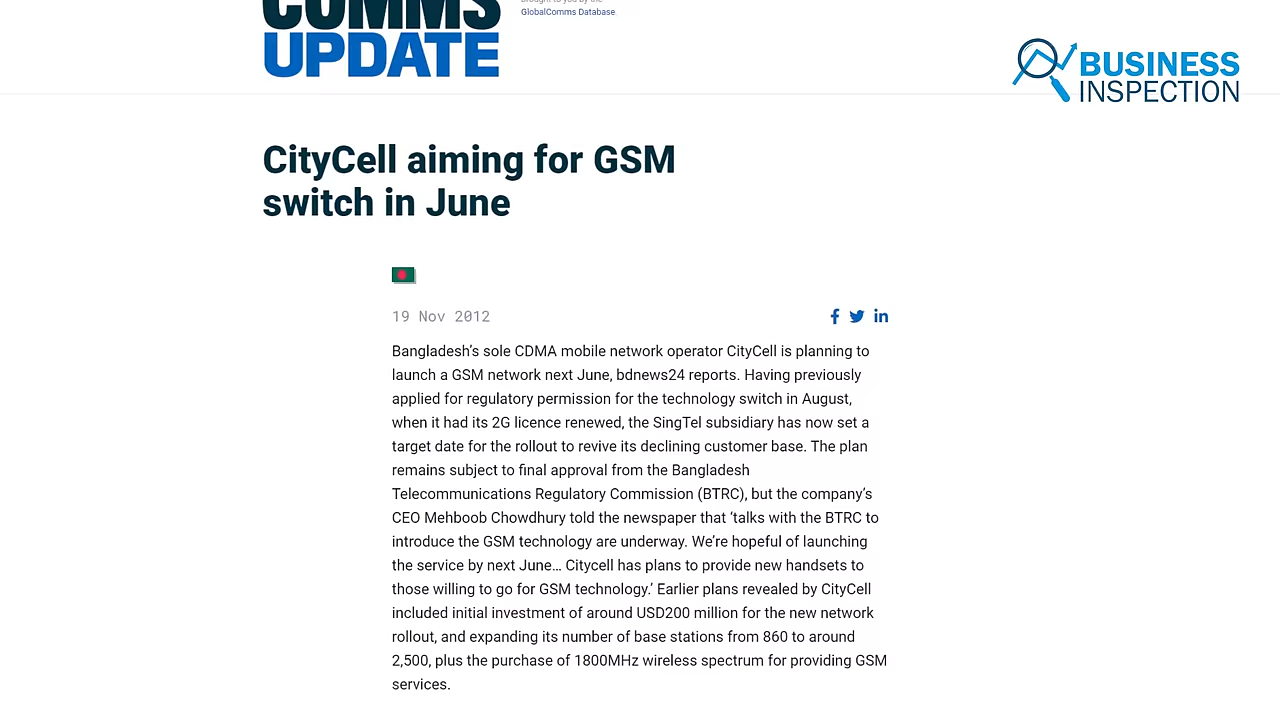 COMMS
UPDATE
brought to you by the
GlobalComms Database.
BUSINESS
INSPECTION
CityCell aiming for GSM
switch in June
19 Nov 2012
Bangladesh’s sole CDMA mobile network operator CityCell is planning to
launch a GSM network next June, bdnews24 reports. Having previously
applied for regulatory permission for the technology switch in August,
when it had its 2G licence renewed, the SingTel subsidiary has now set a
target date for the rollout to revive its declining customer base. The plan
remains subject to final approval from the Bangladesh
Telecommunications Regulatory Commission (BTRC), but the company’s
CEO Mehboob Chowdhury told the newspaper that ‘talks with the BTRC to
introduce the GSM technology are underway. We’re hopeful of launching
the service by next June… Citycell has plans to provide new handsets to
those willing to go for GSM technology.’ Earlier plans revealed by CityCell
included initial investment of around USD200 million for the new network
rollout, and expanding its number of base stations from 860 to around
2,500, plus the purchase of 1800MHz wireless spectrum for providing GSM
services.